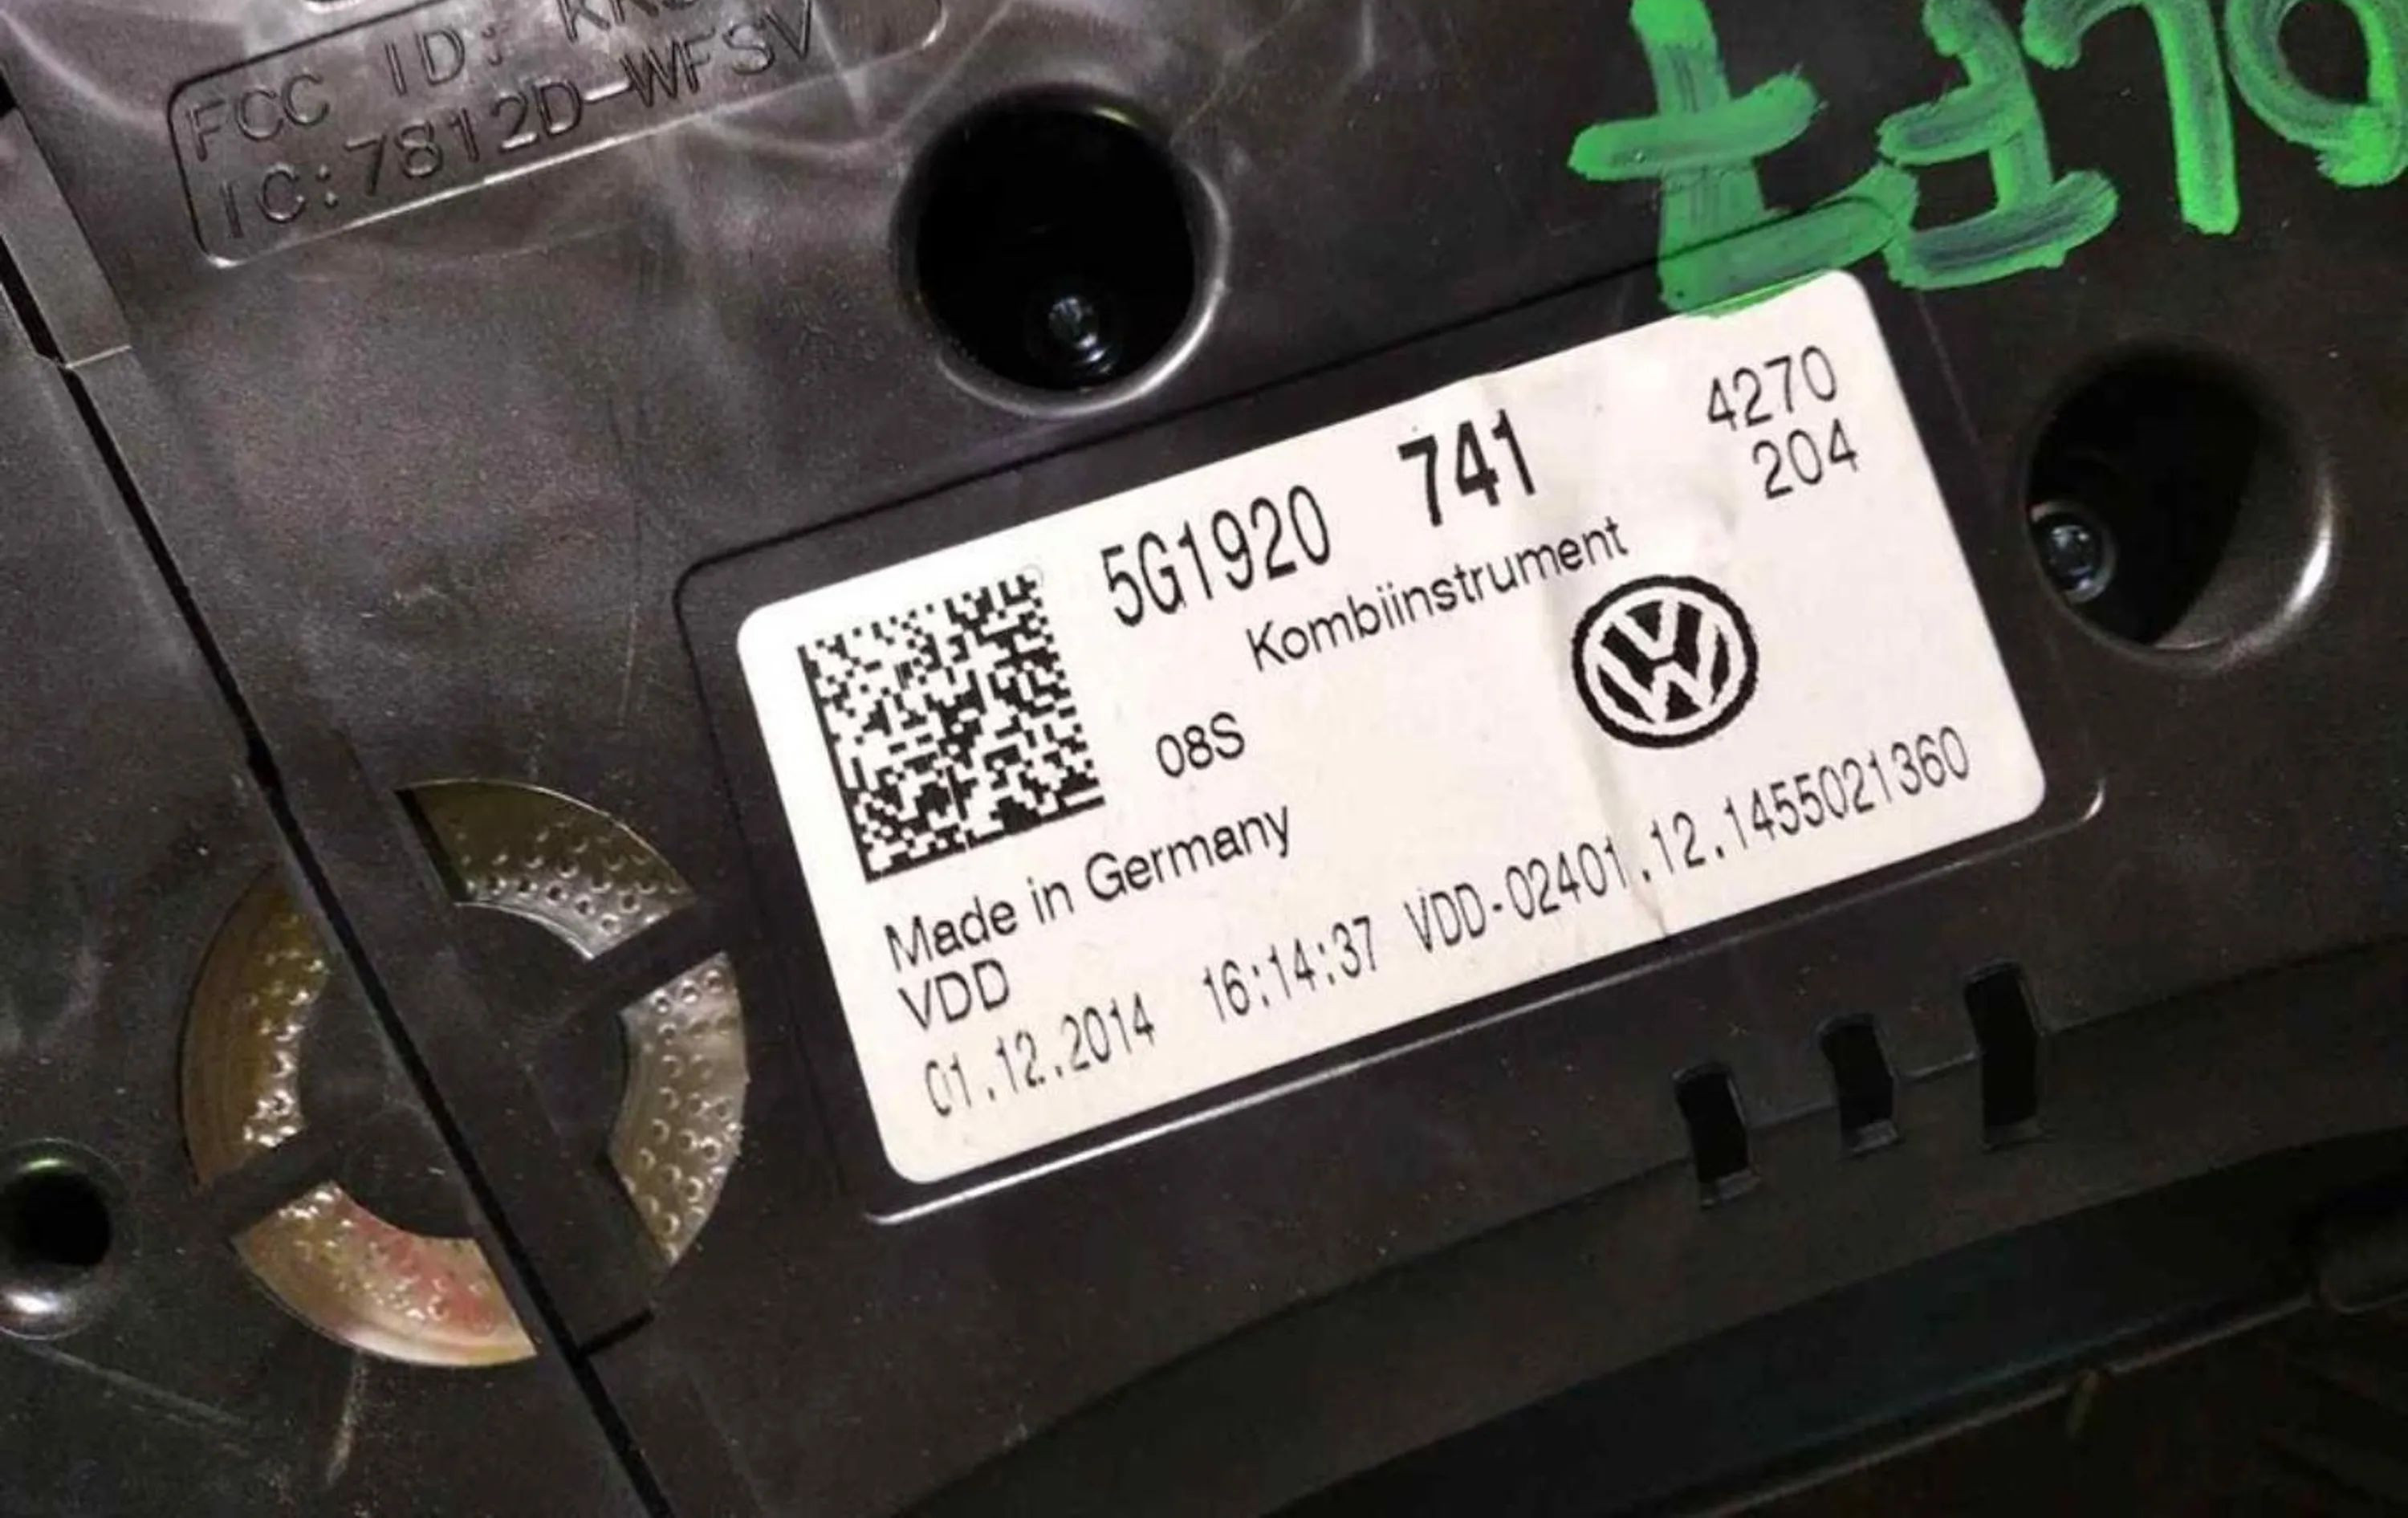 FCC ID:
IC:7812D-WFSV
5G1920 741 4270
204
Kombiinstrument
08S
Made in Germany
VDD
01.12.2014 16:14:37 VDD-02401.12.1455021360